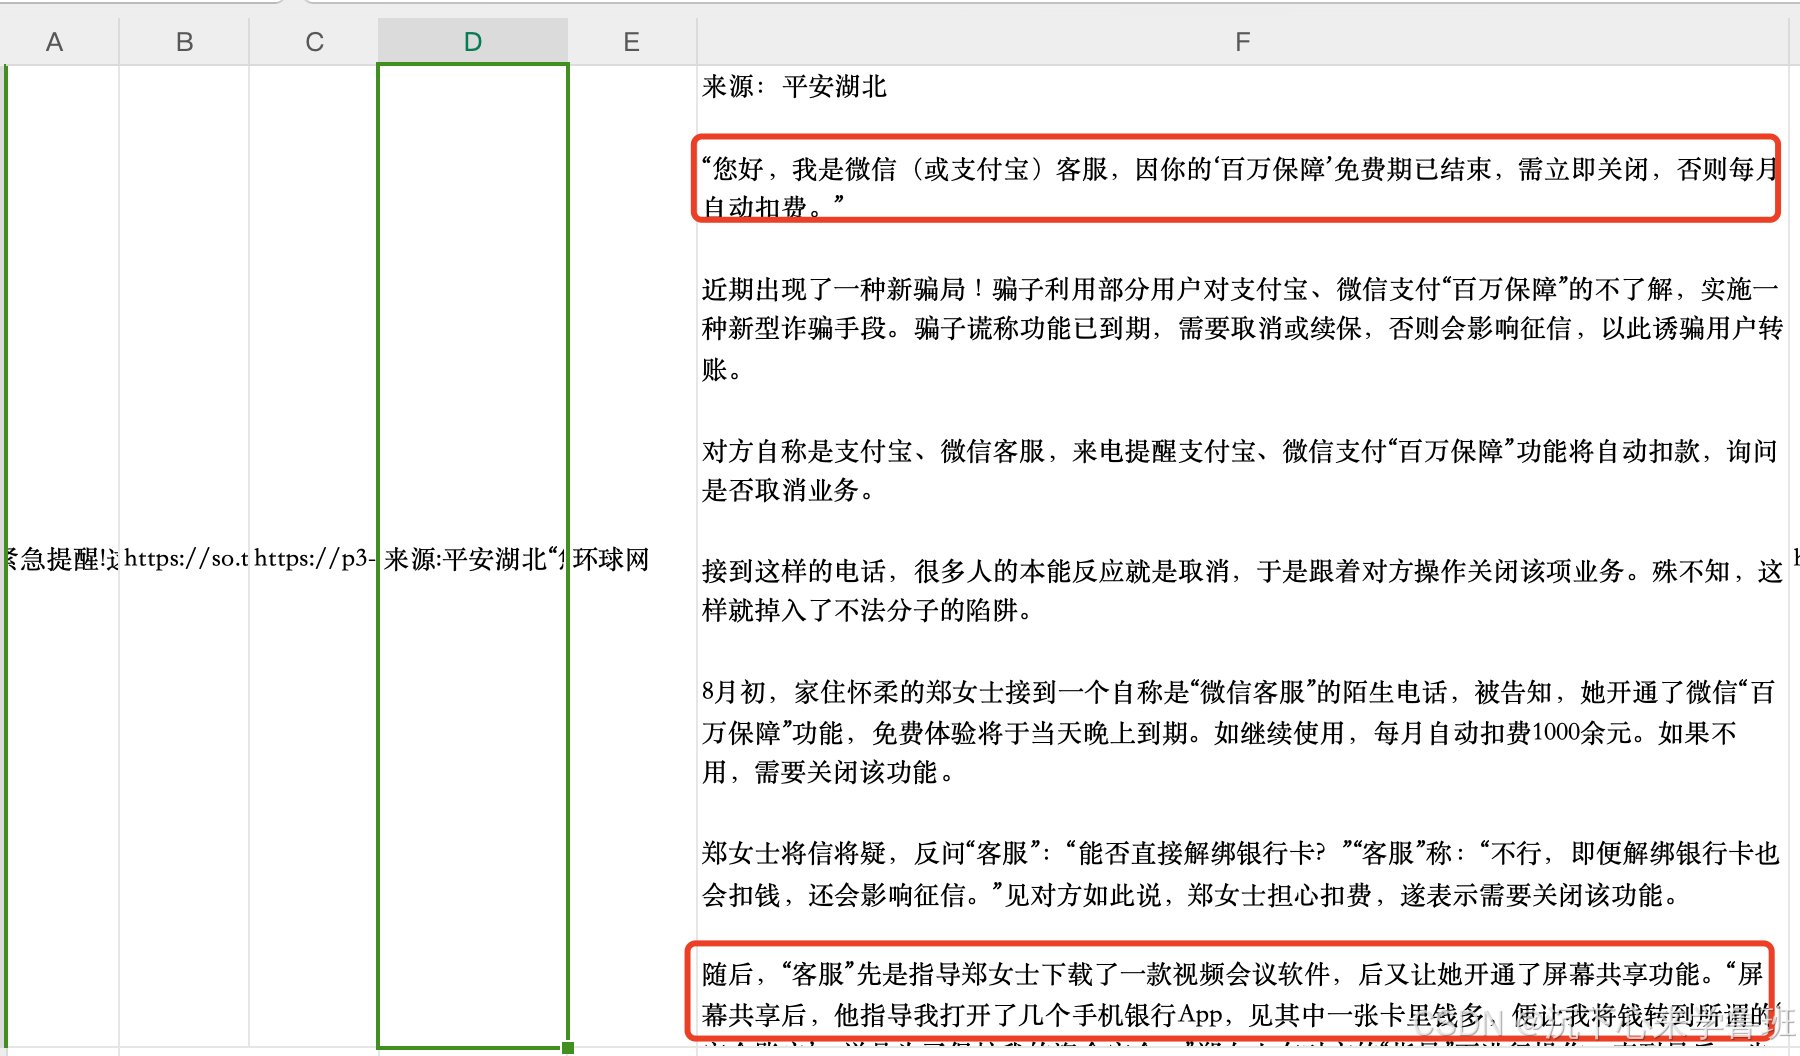 A B C D E F
来源：平安湖北
“您好，我是微信（或支付宝）客服，因你的‘百万保障’免费期已结束，需立即关闭，否则每月
自动扣费。”
近期出现了一种新骗局！骗子利用部分用户对支付宝、微信支付“百万保障”的不了解，实施一
种新型诈骗手段。骗子谎称功能已到期，需要取消或续保，否则会影响征信，以此诱骗用户转
账。
对方自称是支付宝、微信客服，来电提醒支付宝、微信支付“百万保障”功能将自动扣款，询问
是否取消业务。
紧急提醒!这 https://so.t https://p3- 来源:平安湖北“您 环球网
接到这样的电话，很多人的本能反应就是取消，于是跟着对方操作关闭该项业务。殊不知，这
样就掉入了不法分子的陷阱。
8月初，家住怀柔的郑女士接到一个自称是“微信客服”的陌生电话，被告知，她开通了微信“百
万保障”功能，免费体验将于当天晚上到期。如继续使用，每月自动扣费1000余元。如果不
用，需要关闭该功能。
郑女士将信将疑，反问“客服”：“能否直接解绑银行卡？”“客服”称：“不行，即便解绑银行卡也
会扣钱，还会影响征信。”见对方如此说，郑女士担心扣费，遂表示需要关闭该功能。
随后，“客服”先是指导郑女士下载了一款视频会议软件，后又让她开通了屏幕共享功能。“屏
幕共享后，他指导我打开了几个手机银行App，见其中一张卡里钱多，便让我将钱转到所谓的‘
CSDN @沉下心来学鲁班